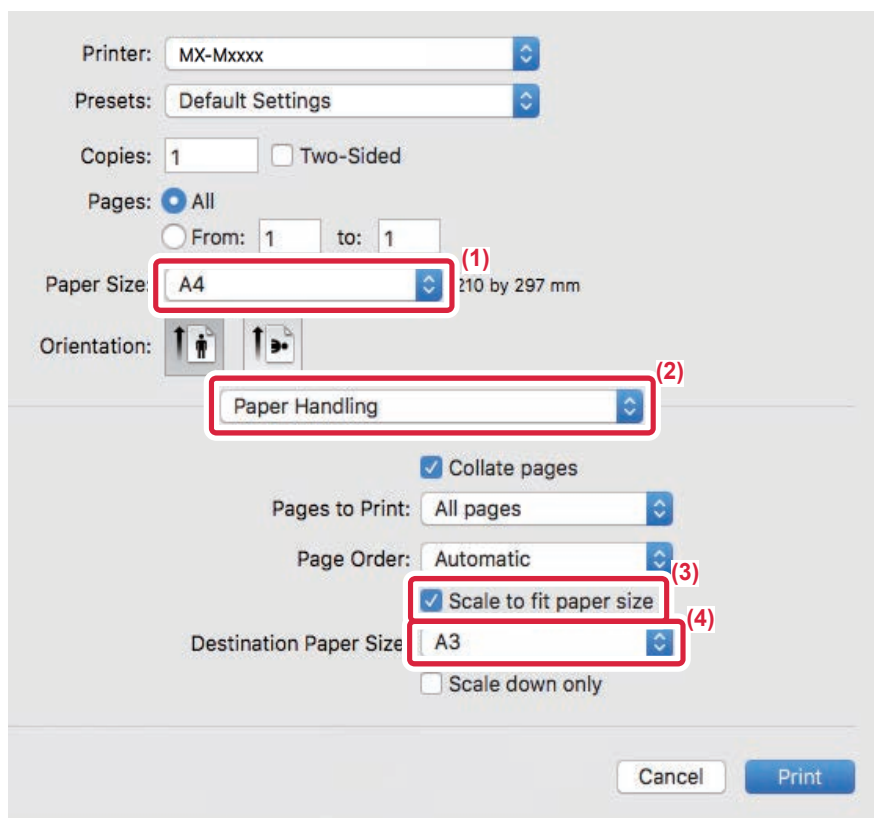 Printer: MX-Mxxxx
Presets: Default Settings
Copies: 1 Two-Sided
Pages: All
From: 1 to: 1
(1)
Paper Size: A4 210 by 297 mm
Orientation:
(2)
Paper Handling
Collate pages
Pages to Print: All pages
Page Order: Automatic
(3)
Scale to fit paper size
(4)
Destination Paper Size A3
Scale down only
Cancel Print